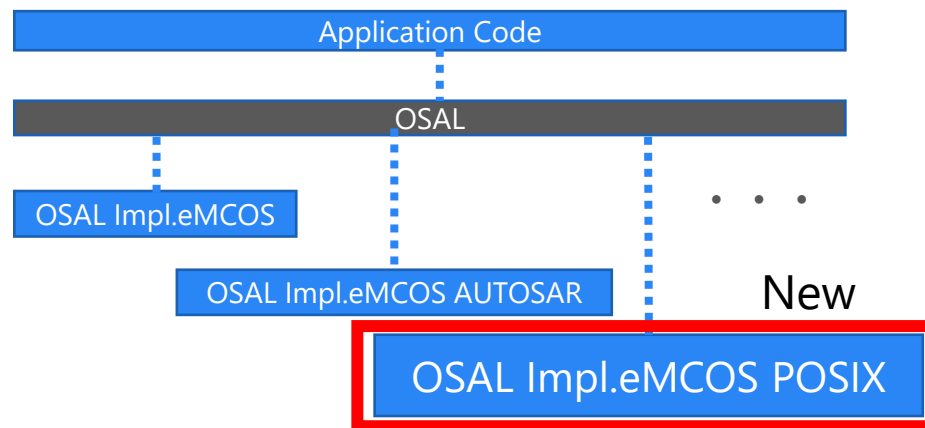 Application Code
OSAL
OSAL Impl.eMCOS
. . .
OSAL Impl.eMCOS AUTOSAR
New
OSAL Impl.eMCOS POSIX